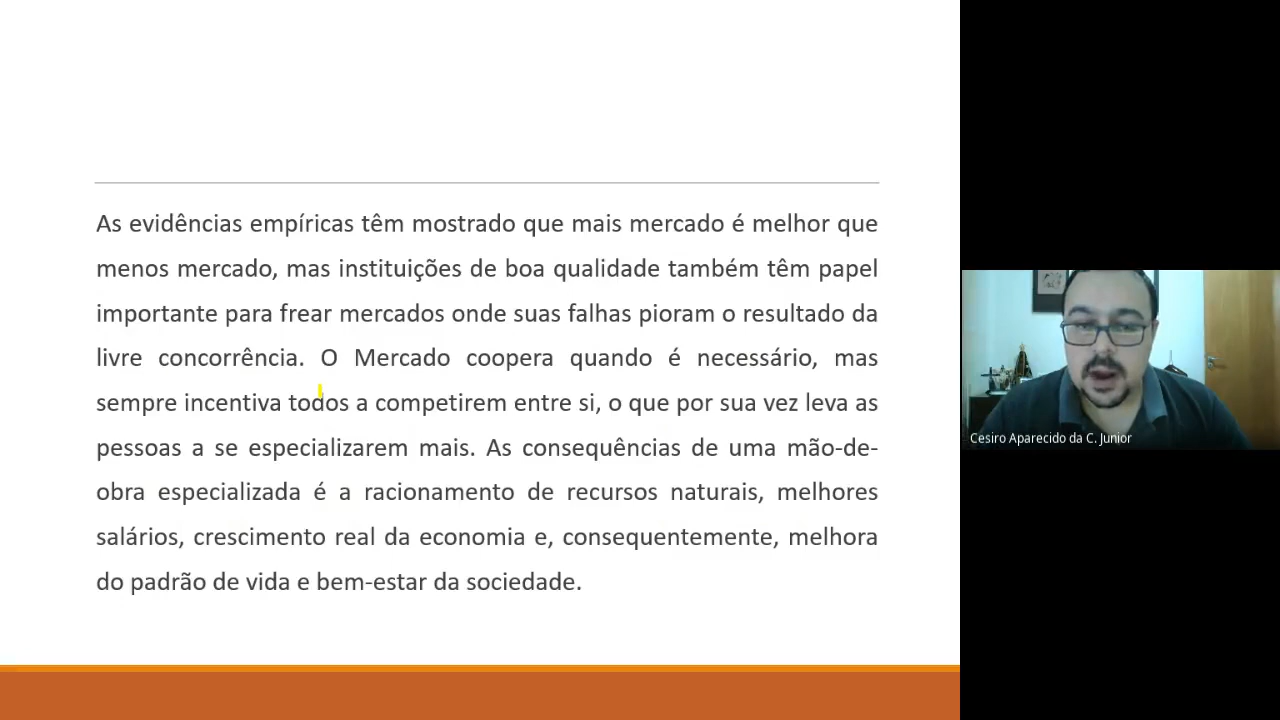 As evidências empíricas têm mostrado que mais mercado é melhor que
menos mercado, mas instituições de boa qualidade também têm papel
importante para frear mercados onde suas falhas pioram o resultado da
livre concorrência. O Mercado coopera quando é necessário, mas
sempre incentiva todos a competirem entre si, o que por sua vez leva as
pessoas a se especializarem mais. As consequências de uma mão-de-
obra especializada é a racionamento de recursos naturais, melhores
salários, crescimento real da economia e, consequentemente, melhora
do padrão de vida e bem-estar da sociedade.
Cesiro Aparecido da C. Junior